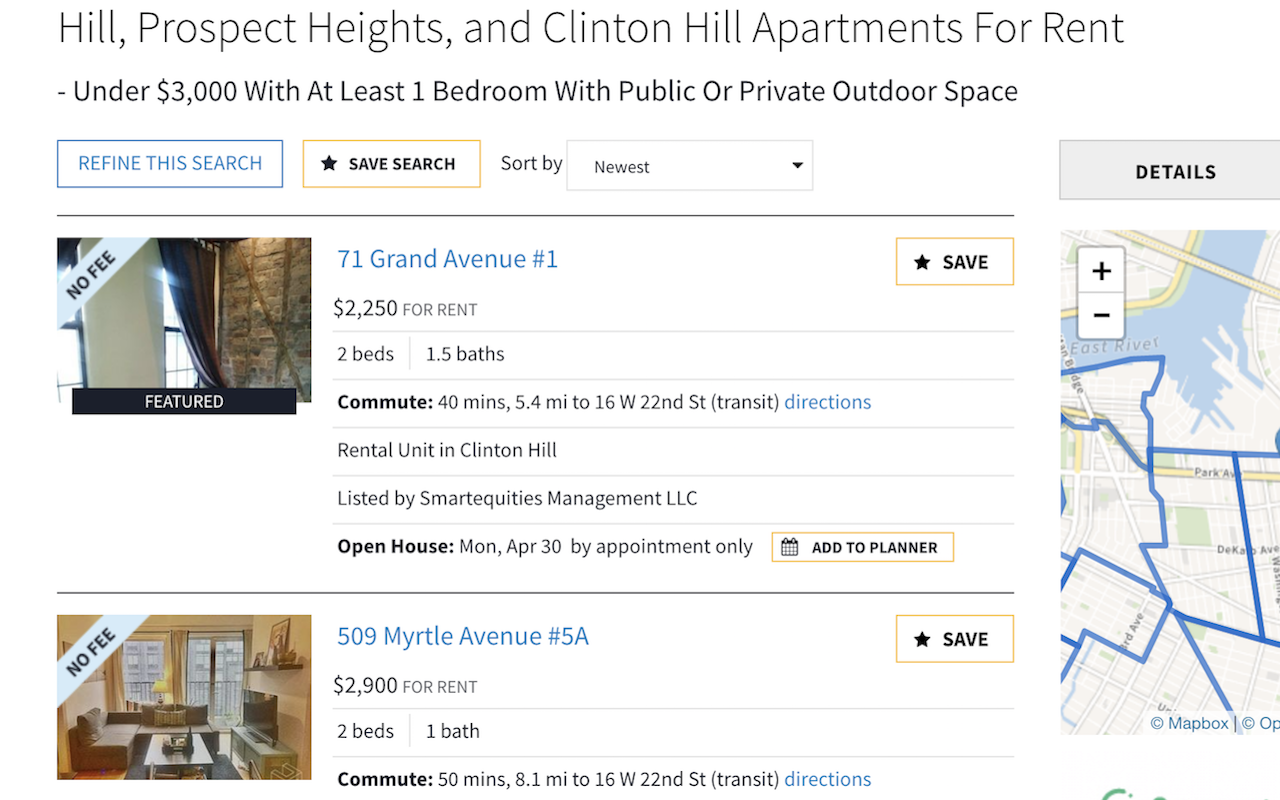 Hill, Prospect Heights, and Clinton Hill Apartments For Rent
- Under $3,000 With At Least 1 Bedroom With Public Or Private Outdoor Space
REFINE THIS SEARCH
SAVE SEARCH
Sort by
Newest
DETAILS
NO FEE
FEATURED
71 Grand Avenue #1
SAVE
$2,250 FOR RENT
2 beds
1.5 baths
Commute: 40 mins, 5.4 mi to 16 W 22nd St (transit) directions
Rental Unit in Clinton Hill
Listed by Smartequities Management LLC
Open House: Mon, Apr 30 by appointment only
ADD TO PLANNER
NO FEE
509 Myrtle Avenue #5A
SAVE
$2,900 FOR RENT
2 beds
1 bath
Commute: 50 mins, 8.1 mi to 16 W 22nd St (transit) directions
+
−
East River
Bridge
Park Av
DeKalb Ave
rd Ave
© Mapbox | © Op